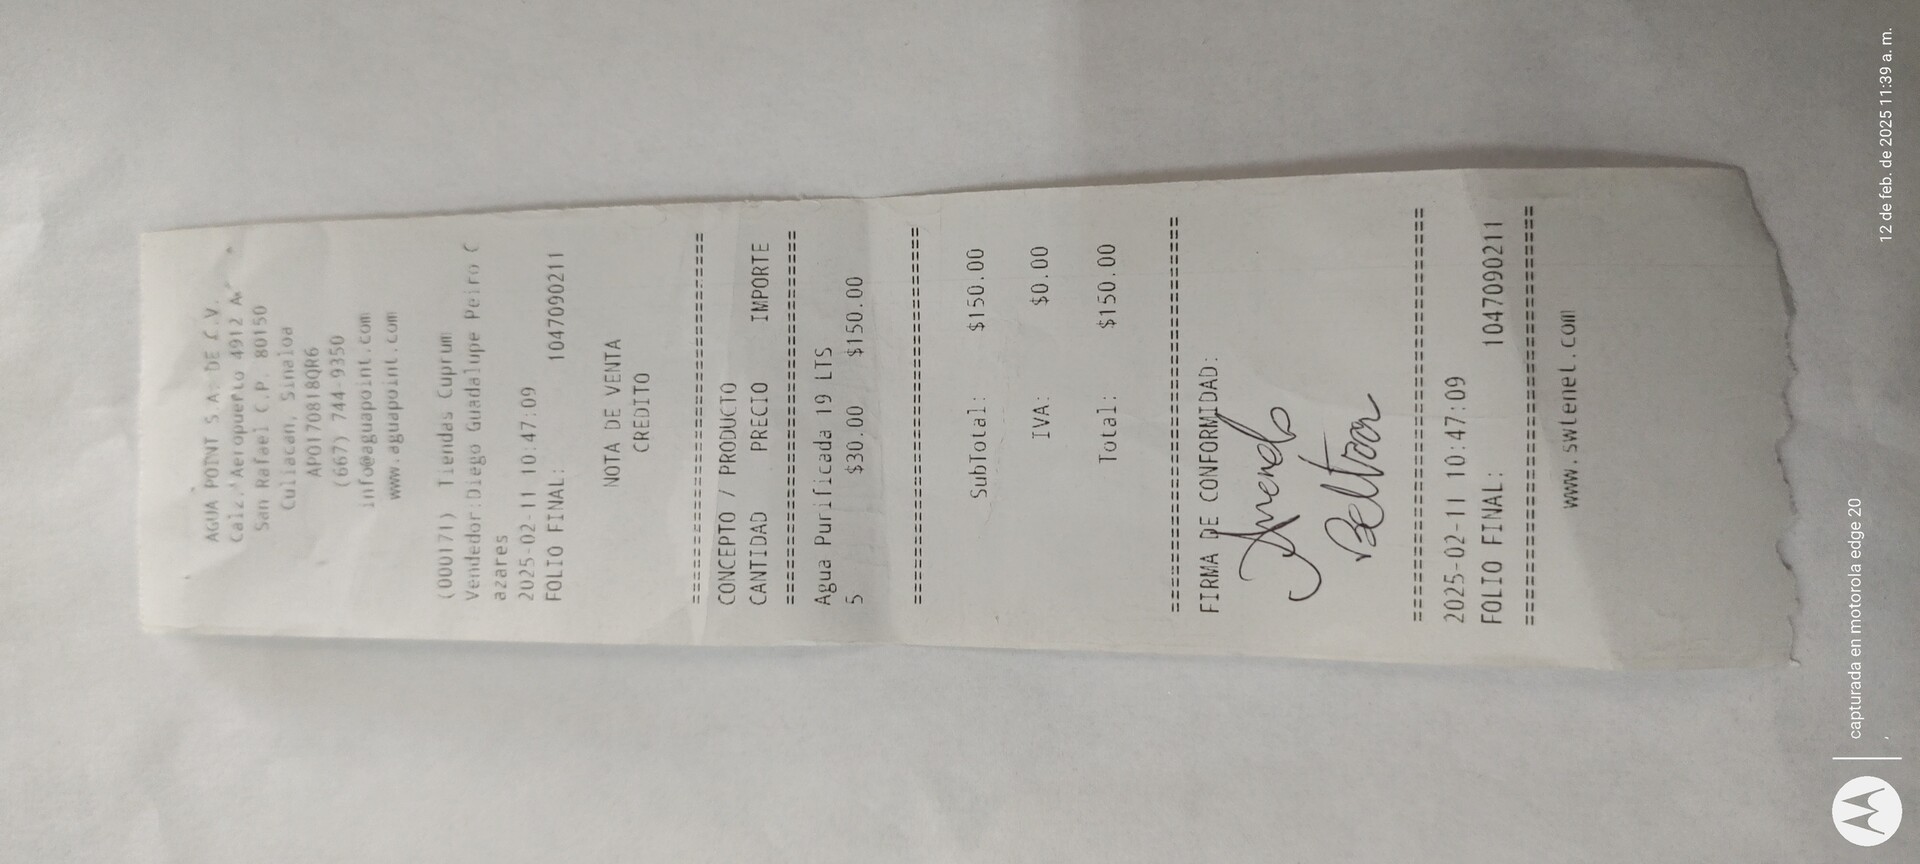 AGUA POINT S.A. DE C.V.
Calz. Aeropuerto 4912 A
San Rafael C.P. 80150
Culiacan, Sinaloa
APO170818QR6
(667) 744-9350
info@aguapoint.com
www.aguapoint.com
(000171) Tiendas Cuprum
Vendedor:Diego Guadalupe Peiro C
azares
2025-02-11 10:47:09
FOLIO FINAL: 1047090211
NOTA DE VENTA
CREDITO
================================
CONCEPTO / PRODUCTO
CANTIDAD PRECIO IMPORTE
================================
Agua Purificada 19 LTS
5 $30.00 $150.00
================================
SubTotal: $150.00
IVA: $0.00
Total: $150.00
================================
FIRMA DE CONFORMIDAD:
Beltran
================================
2025-02-11 10:47:09
FOLIO FINAL: 1047090211
================================
www.swtenet.com
capturada en motorola edge 20
12 de feb. de 2025 11:39 a. m.